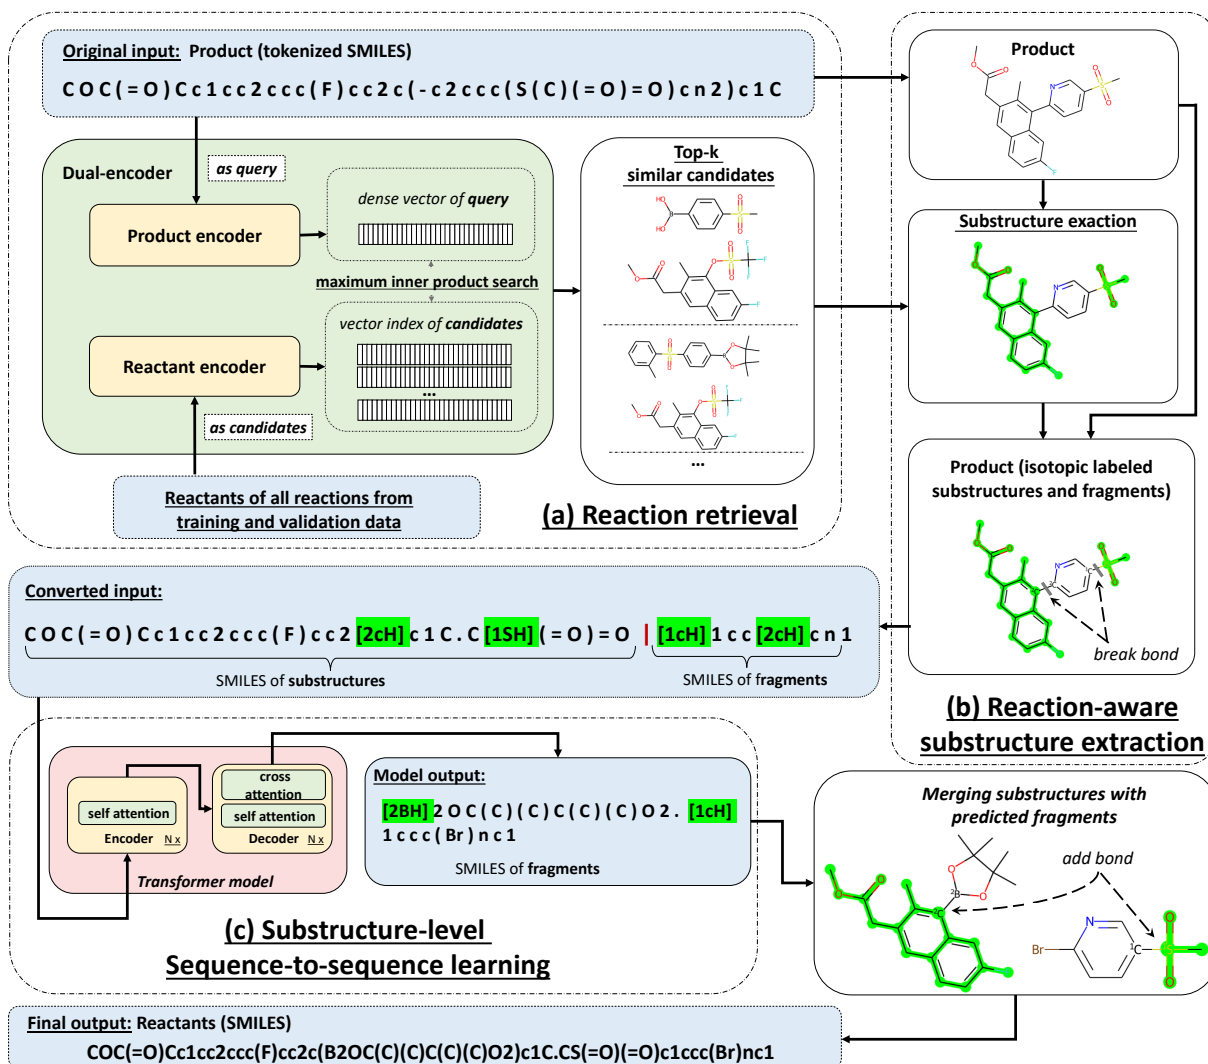 Original input: Product (tokenized SMILES)
C O C ( = O ) C c 1 c c 2 c c c ( F ) c c 2 c ( - c 2 c c c ( S ( C ) ( = O ) = O ) c n 2 ) c 1 C
Dual-encoder
as query
Product encoder
dense vector of query
maximum inner product search
vector index of candidates
Reactant encoder
...
as candidates
Reactants of all reactions from
training and validation data
Top-k
similar candidates
...
(a) Reaction retrieval
Product
Substructure exaction
Product (isotopic labeled
substructures and fragments)
break bond
(b) Reaction-aware
substructure extraction
Converted input:
C O C ( = O ) C c 1 c c 2 c c c ( F ) c c 2 [2cH] c 1 C . C [1SH] ( = O ) = O | [1cH] 1 c c [2cH] c n 1
SMILES of substructures
SMILES of fragments
cross
attention
self attention
self attention
Encoder N x
Decoder N x
Transformer model
Model output:
[2BH] 2 O C ( C ) ( C ) C ( C ) ( C ) O 2 . [1cH]
1 c c c ( Br ) n c 1
SMILES of fragments
(c) Substructure-level
Sequence-to-sequence learning
Merging substructures with
predicted fragments
add bond
Final output: Reactants (SMILES)
COC(=O)Cc1cc2ccc(F)cc2c(B2OC(C)(C)C(C)(C)O2)c1C.CS(=O)(=O)c1ccc(Br)nc1